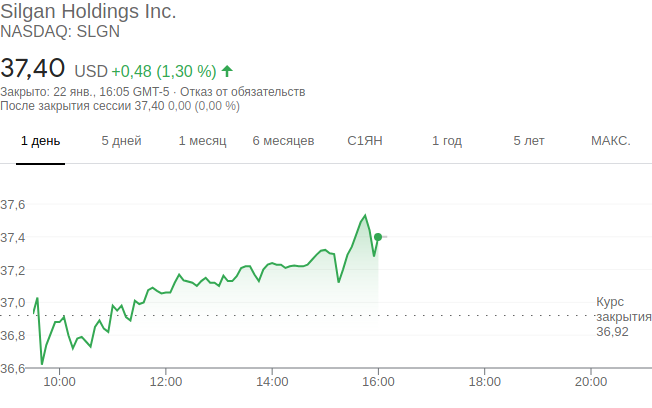 Silgan Holdings Inc.
NASDAQ: SLGN
37,40 USD +0,48 (1,30 %)
Закрыто: 22 янв., 16:05 GMT-5 · Отказ от обязательств
После закрытия сессии 37,40 0,00 (0,00 %)
1 день 5 дней 1 месяц 6 месяцев С1ЯН 1 год 5 лет МАКС.
37,6
37,4
37,2
37,0
36,8
36,6
Курс
закрытия
36,92
10:00 12:00 14:00 16:00 18:00 20:00